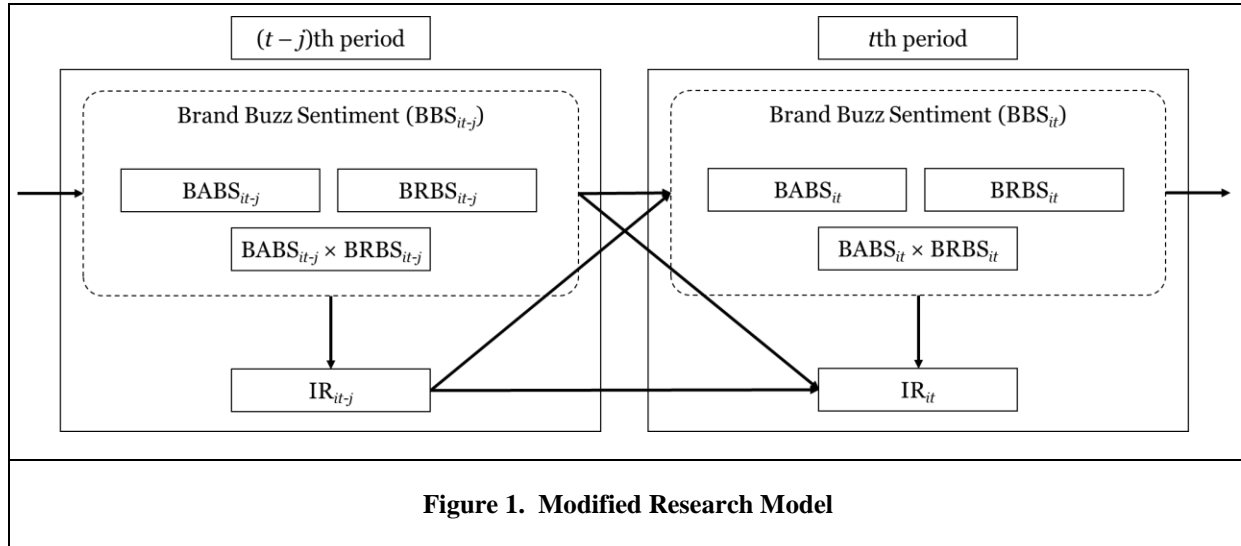 (t – j)th period
tth period
Brand Buzz Sentiment (BBSit-j)
Brand Buzz Sentiment (BBSit)
BABSit-j
BRBSit-j
BABSit
BRBSit
BABSit-j × BRBSit-j
BABSit × BRBSit
IRit-j
IRit
Figure 1. Modified Research Model